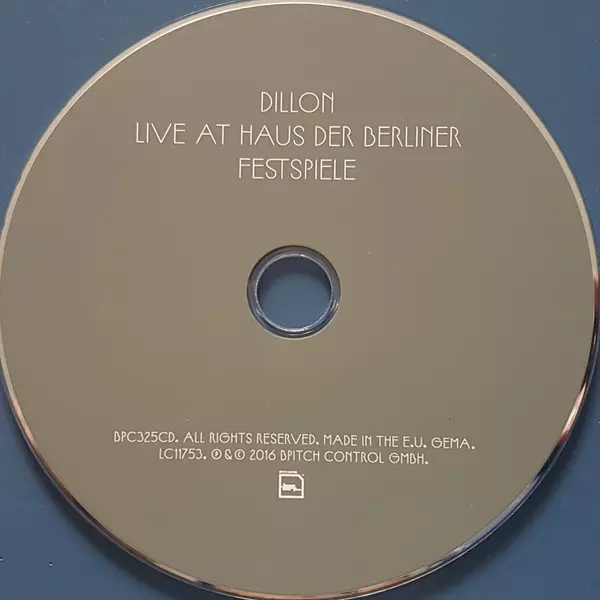 DILLON
LIVE AT HAUS DER BERLINER
FESTSPIELE
BPC325CD. ALL RIGHTS RESERVED. MADE IN THE E.U. GEMA.
LC11753. ℗ & © 2016 BPITCH CONTROL GMBH.